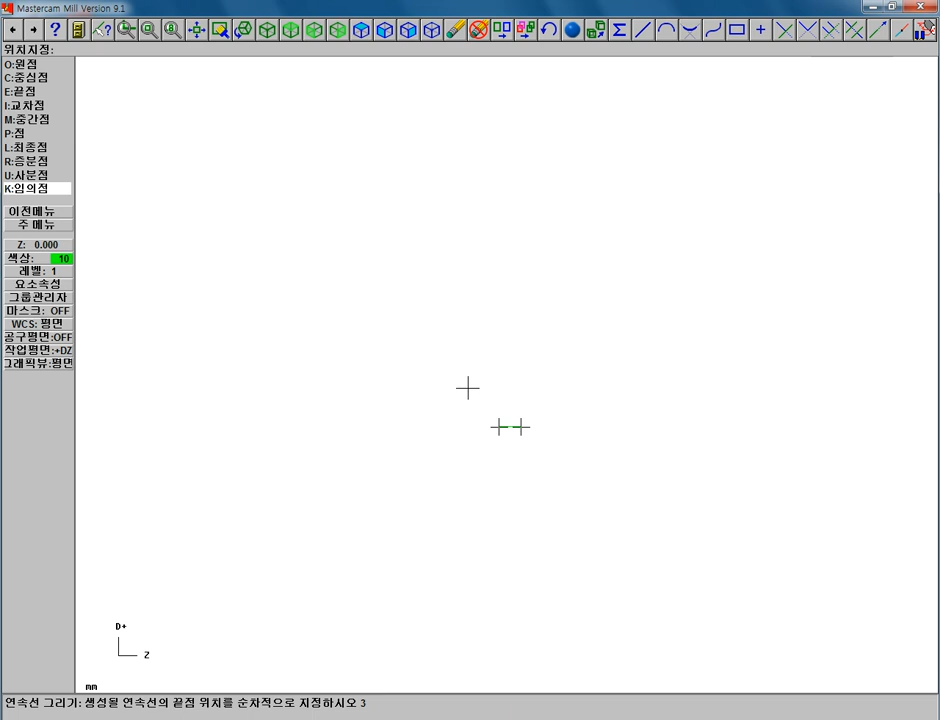 Mastercam Mill Version 9.1
위치지정:
O:원점
C:중심점
E:끝점
I:교차점
M:중간점
P:점
L:최종점
R:증분점
U:사분점
K:임의점
이전메뉴
주 메뉴
Z: 0.000
색상: 10
레벨: 1
요소속성
그룹관리자
마스크: OFF
WCS: 평면
공구평면:OFF
작업평면:+DZ
그래픽뷰:평면
D+
Z
mm
연속선 그리기: 생성될 연속선의 끝점 위치를 순차적으로 지정하시오 3